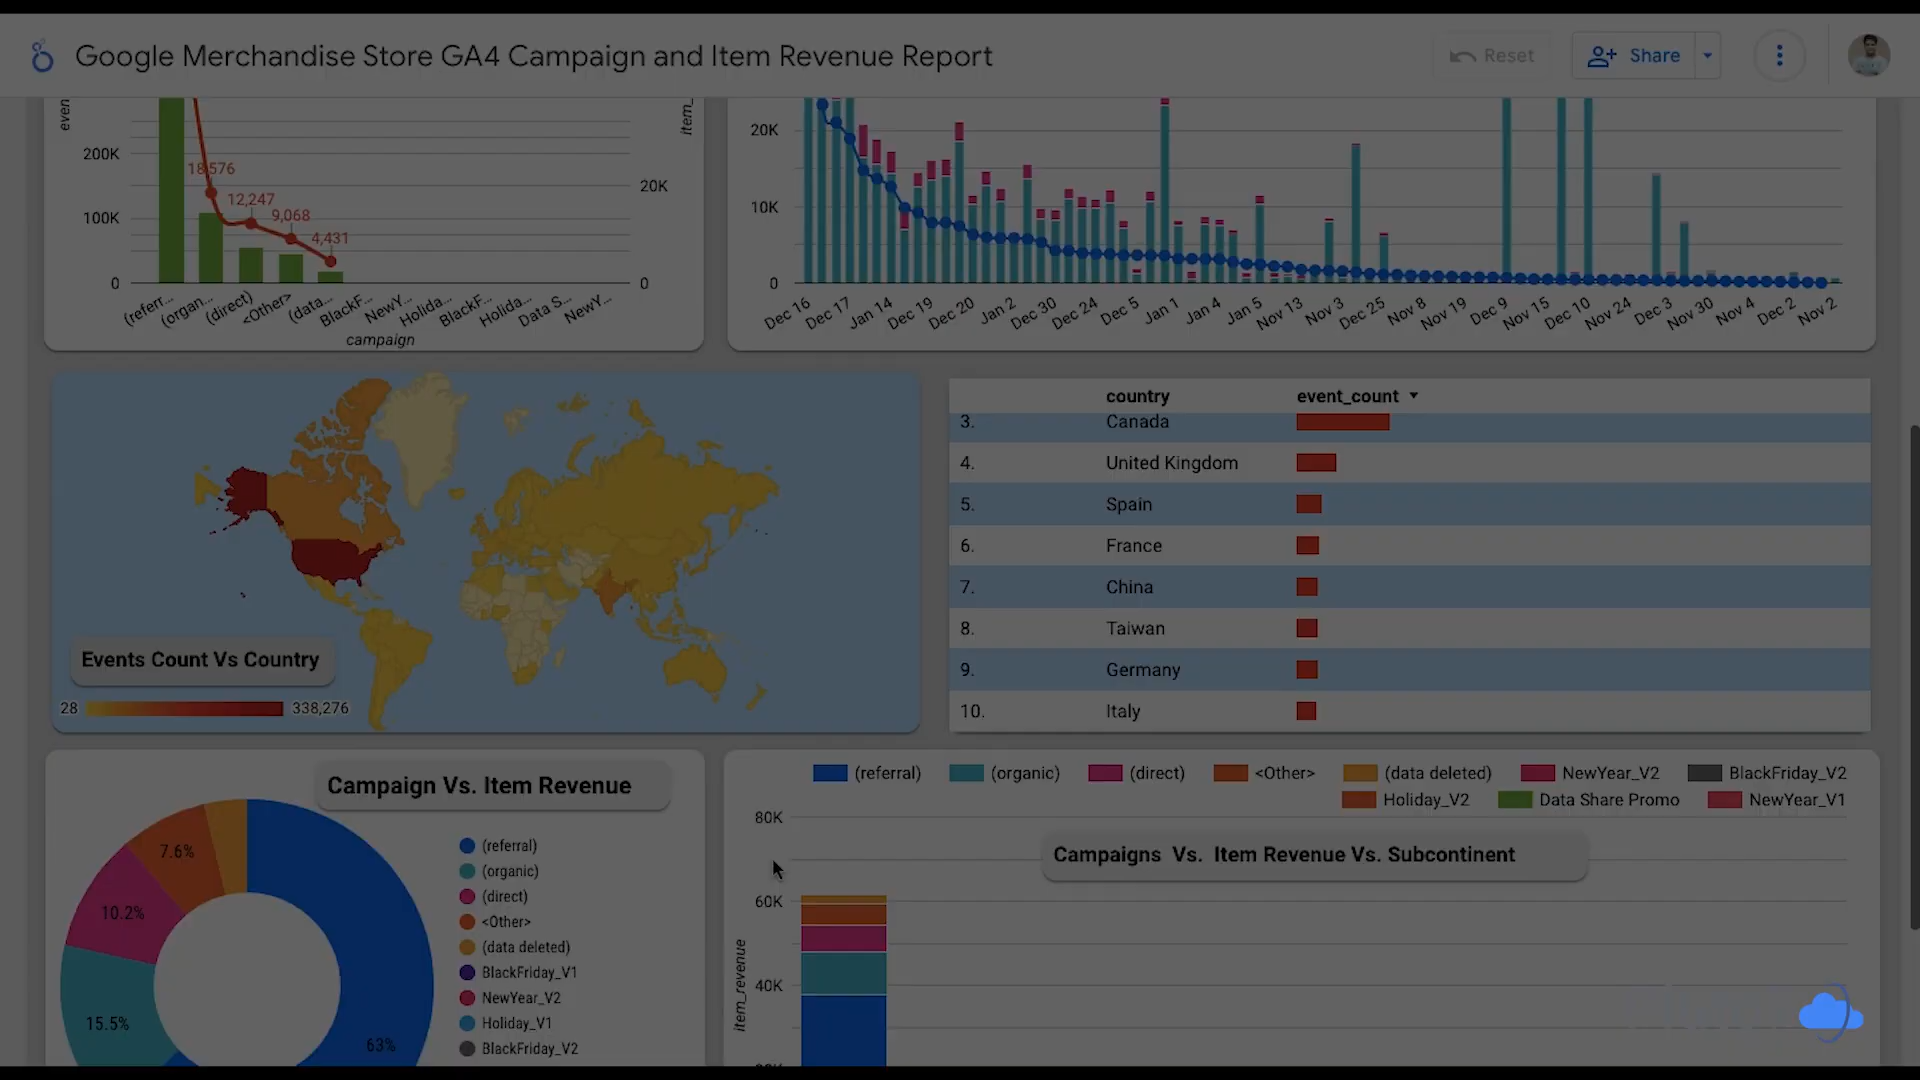 Google Merchandise Store GA4 Campaign and Item Revenue Report
Reset
Share
even
200K
100K
0
18,576
12,247
9,068
4,431
20K
0
item_
(referr...
(organ...
(direct)
<Other>
(data...
BlackF...
NewY...
Holida...
BlackF...
Holida...
Data S...
NewY...
campaign
20K
10K
0
Dec 16
Dec 17
Jan 14
Dec 19
Dec 20
Jan 2
Dec 30
Dec 24
Dec 5
Jan 1
Jan 4
Jan 5
Nov 13
Nov 3
Dec 25
Nov 8
Nov 19
Dec 9
Nov 15
Dec 10
Nov 24
Dec 3
Nov 30
Nov 4
Dec 2
Nov 2
Events Count Vs Country
28
338,276
country event_count
3. Canada
4. United Kingdom
5. Spain
6. France
7. China
8. Taiwan
9. Germany
10. Italy
Campaign Vs. Item Revenue
7.6%
10.2%
15.5%
63%
(referral)
(organic)
(direct)
<Other>
(data deleted)
BlackFriday_V1
NewYear_V2
Holiday_V1
BlackFriday_V2
(referral) (organic) (direct) <Other> (data deleted) NewYear_V2 BlackFriday_V2
Holiday_V2 Data Share Promo NewYear_V1
Campaigns Vs. Item Revenue Vs. Subcontinent
80K
60K
40K
item_revenue